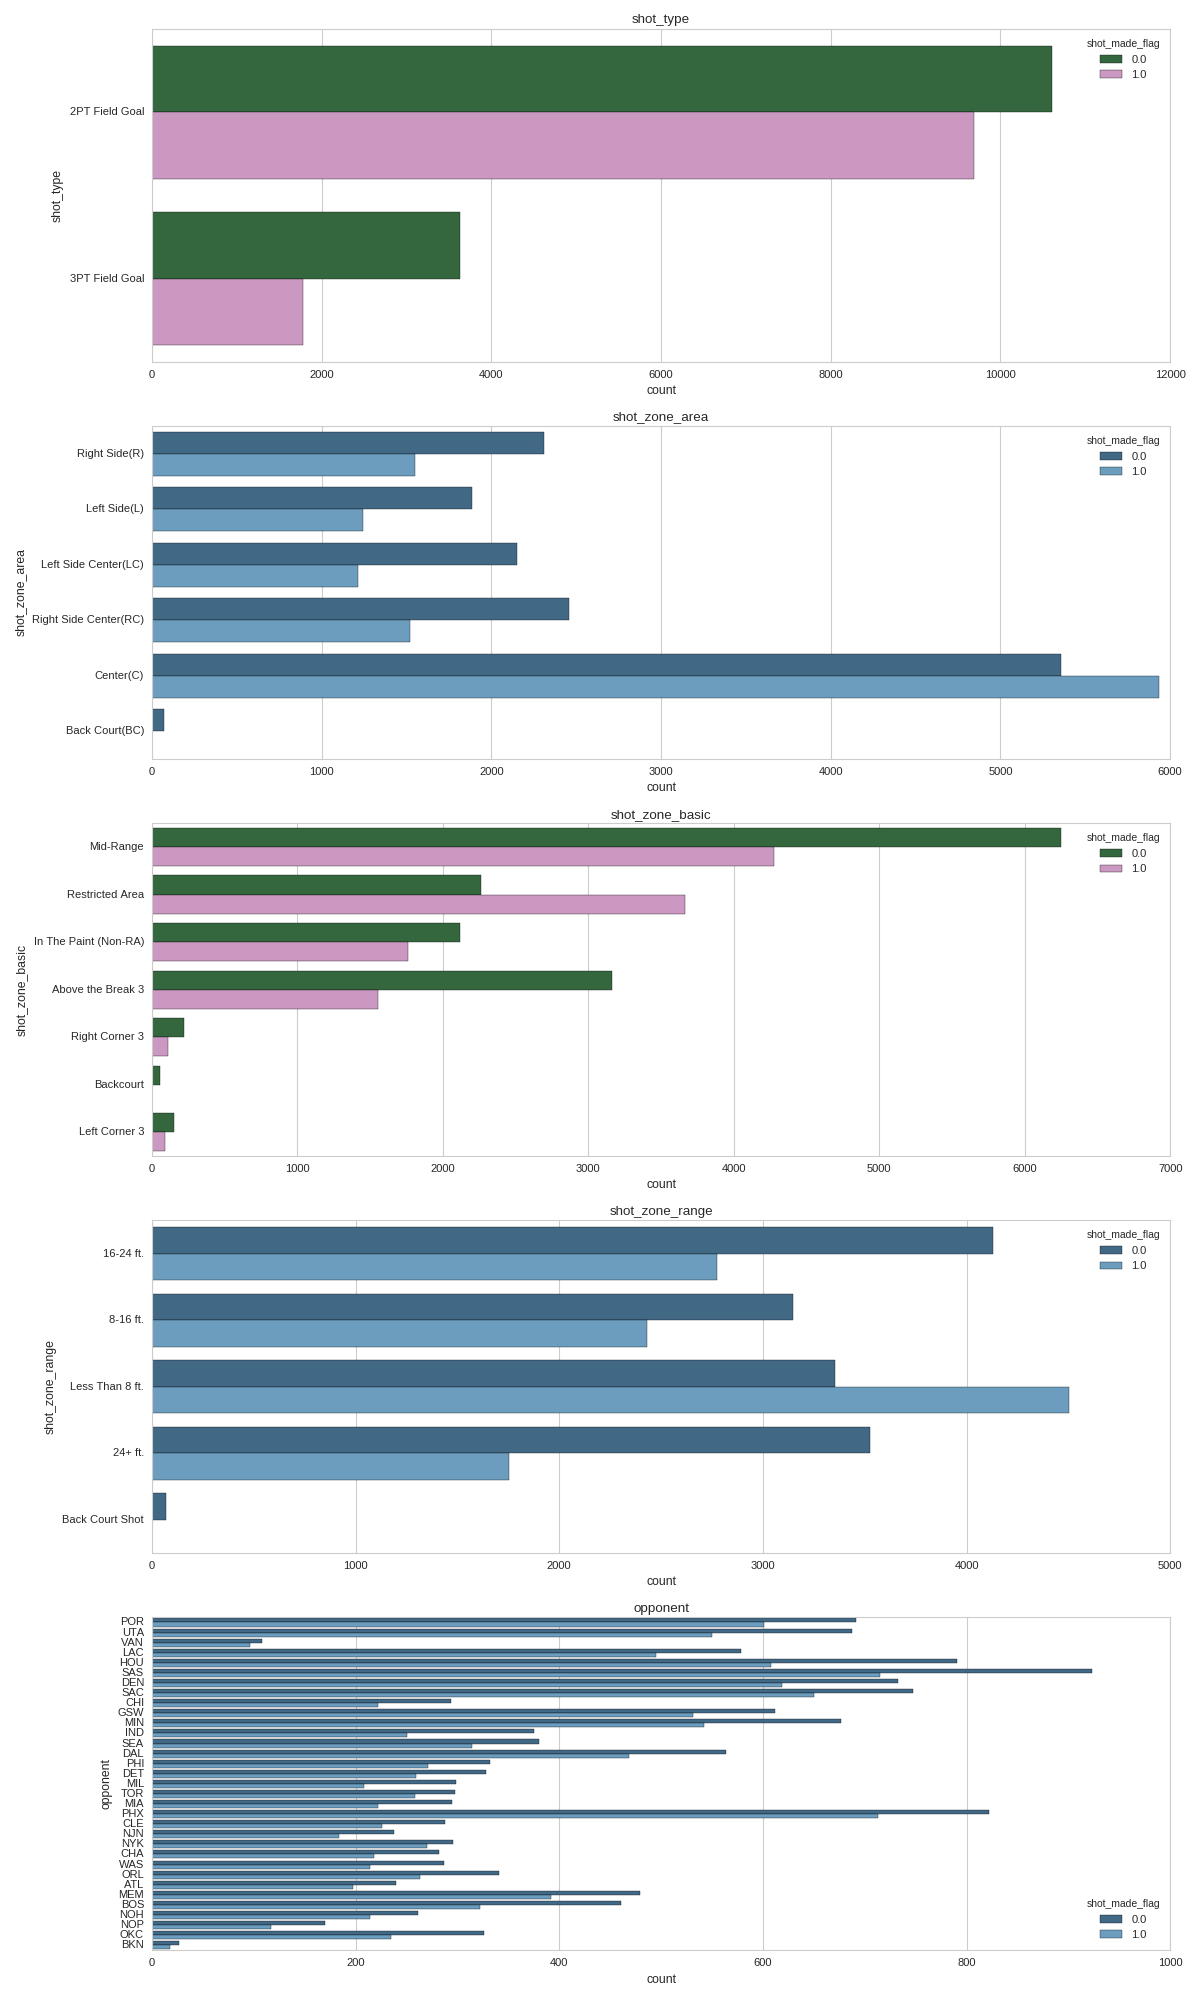 shot_type
shot_made_flag
0.0
1.0
2PT Field Goal
3PT Field Goal
shot_type
0 2000 4000 6000 8000 10000 12000
count
shot_zone_area
shot_made_flag
0.0
1.0
Right Side(R)
Left Side(L)
Left Side Center(LC)
Right Side Center(RC)
Center(C)
Back Court(BC)
shot_zone_area
0 1000 2000 3000 4000 5000 6000
count
shot_zone_basic
shot_made_flag
0.0
1.0
Mid-Range
Restricted Area
In The Paint (Non-RA)
Above the Break 3
Right Corner 3
Backcourt
Left Corner 3
shot_zone_basic
0 1000 2000 3000 4000 5000 6000 7000
count
shot_zone_range
shot_made_flag
0.0
1.0
16-24 ft.
8-16 ft.
Less Than 8 ft.
24+ ft.
Back Court Shot
shot_zone_range
0 1000 2000 3000 4000 5000
count
opponent
POR
UTA
VAN
LAC
HOU
SAS
DEN
SAC
CHI
GSW
MIN
IND
SEA
DAL
PHI
DET
MIL
TOR
MIA
PHX
CLE
NJN
NYK
CHA
WAS
ORL
ATL
MEM
BOS
NOH
NOP
OKC
BKN
opponent
shot_made_flag
0.0
1.0
0 200 400 600 800 1000
count